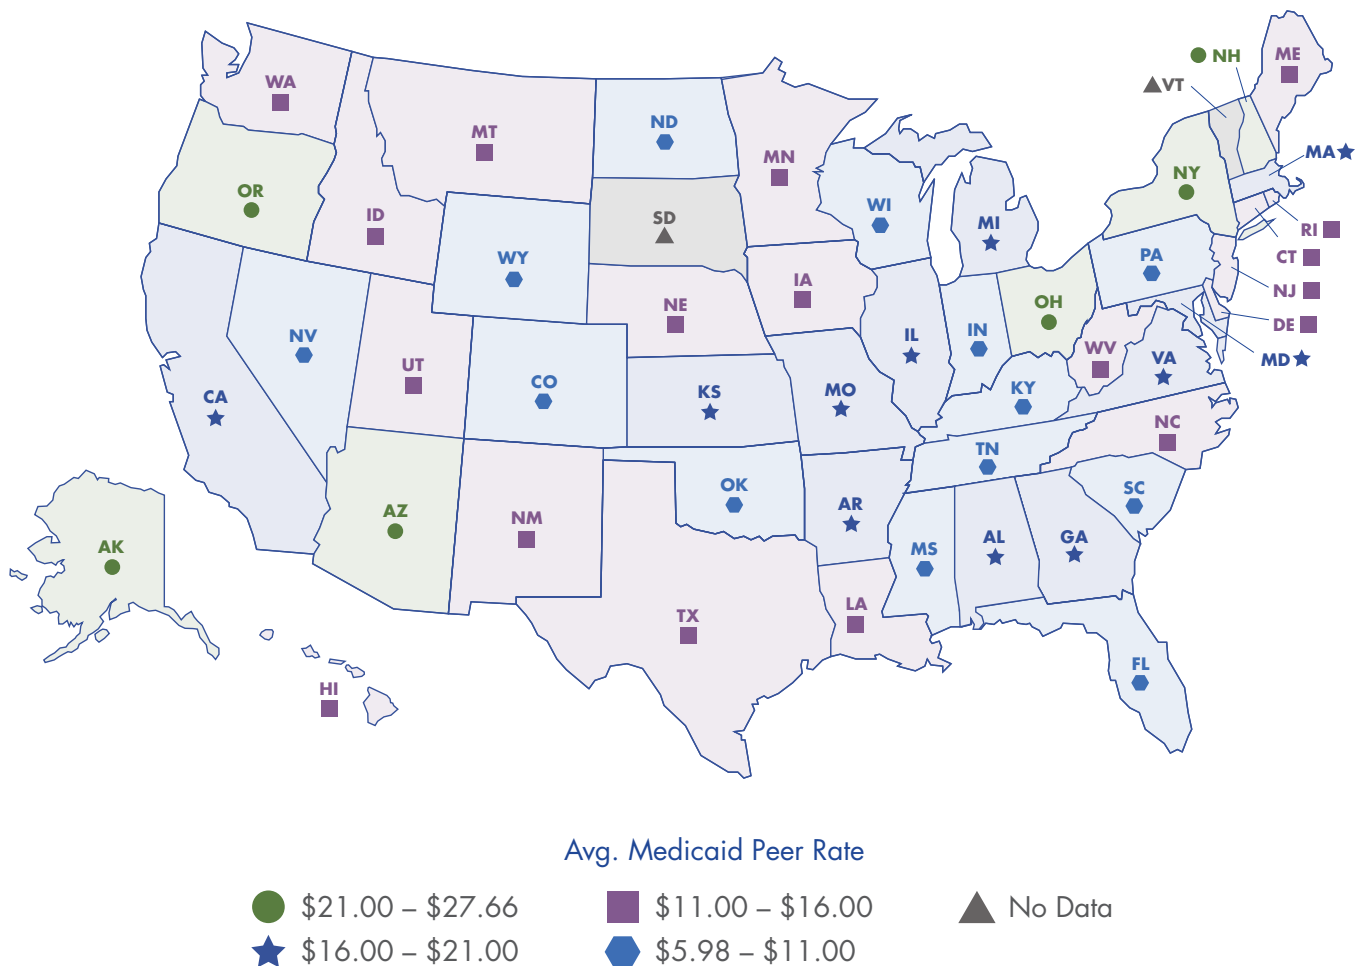 NH
ME
VT
WA
MT
ND
MN
MA
NY
OR
ID
SD
WI
MI
RI
WY
PA
CT
IA
NJ
NE
OH
DE
NV
IL
IN
WV
VA
MD
UT
CO
KY
CA
KS
MO
NC
TN
OK
SC
AZ
NM
AR
AL
GA
AK
MS
LA
TX
FL
HI
Avg. Medicaid Peer Rate
$21.00 – $27.66
$11.00 – $16.00
No Data
$16.00 – $21.00
$5.98 – $11.00